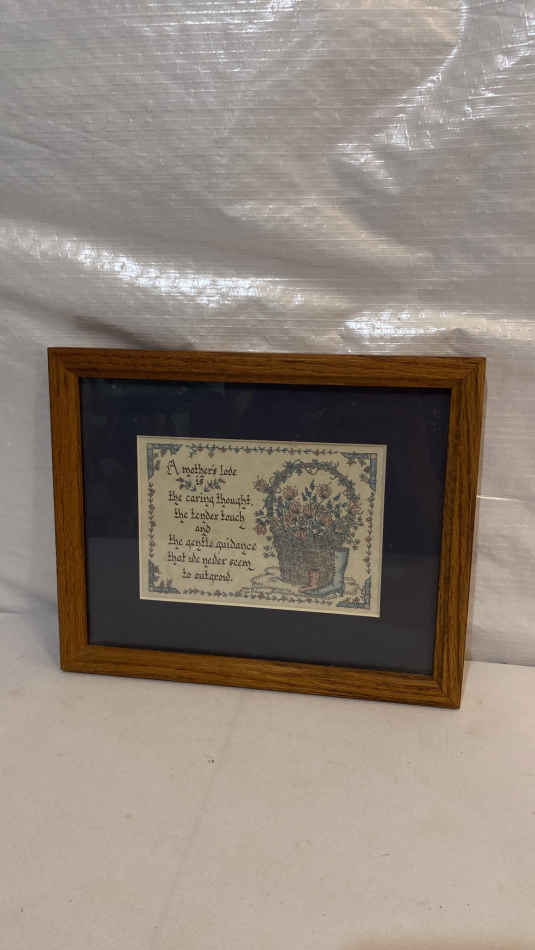 A mother's love
is
the caring thought,
the tender touch
and
the gentle guidance
that we never seem
to outgrow.